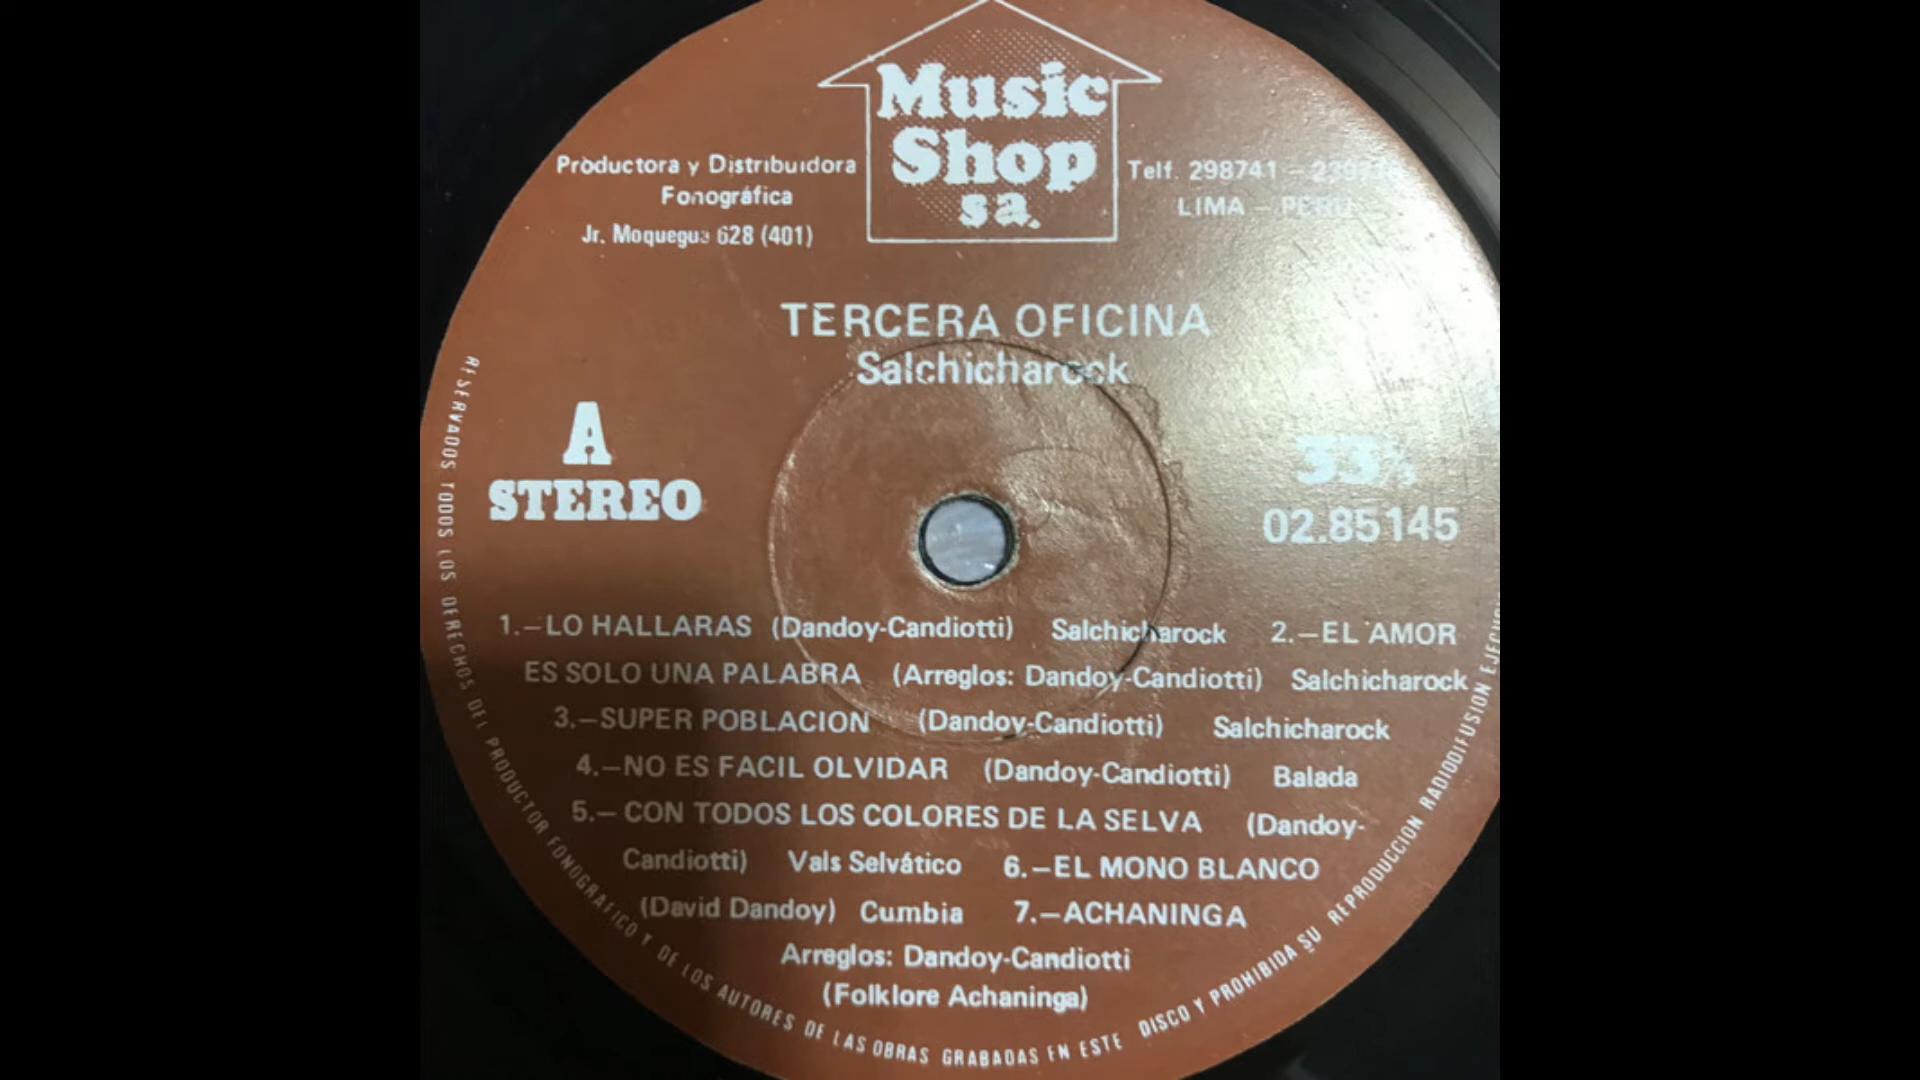 Music
Shop
sa.
Productora y Distribuidora
Fonográfica
Jr. Moquegua 628 (401)
Telf. 298741 –
LIMA – PERU
TERCERA OFICINA
Salchicharock
A
STEREO
33⅓
02.85145
1.—LO HALLARAS (Dandoy-Candiotti) Salchicharock 2.—EL AMOR
ES SOLO UNA PALABRA (Arreglos: Dandoy-Candiotti) Salchicharock
3.—SUPER POBLACION (Dandoy-Candiotti) Salchicharock
4.—NO ES FACIL OLVIDAR (Dandoy-Candiotti) Balada
5.— CON TODOS LOS COLORES DE LA SELVA (Dandoy-
Candiotti) Vals Selvático 6.—EL MONO BLANCO
(David Dandoy) Cumbia 7.—ACHANINGA
Arreglos: Dandoy-Candiotti
(Folklore Achaninga)
RESERVADOS TODOS LOS DERECHOS DEL PRODUCTOR FONOGRAFICO Y DE LOS AUTORES DE LAS OBRAS GRABADAS EN ESTE DISCO Y PROHIBIDA SU REPRODUCCION RADIODIFUSION